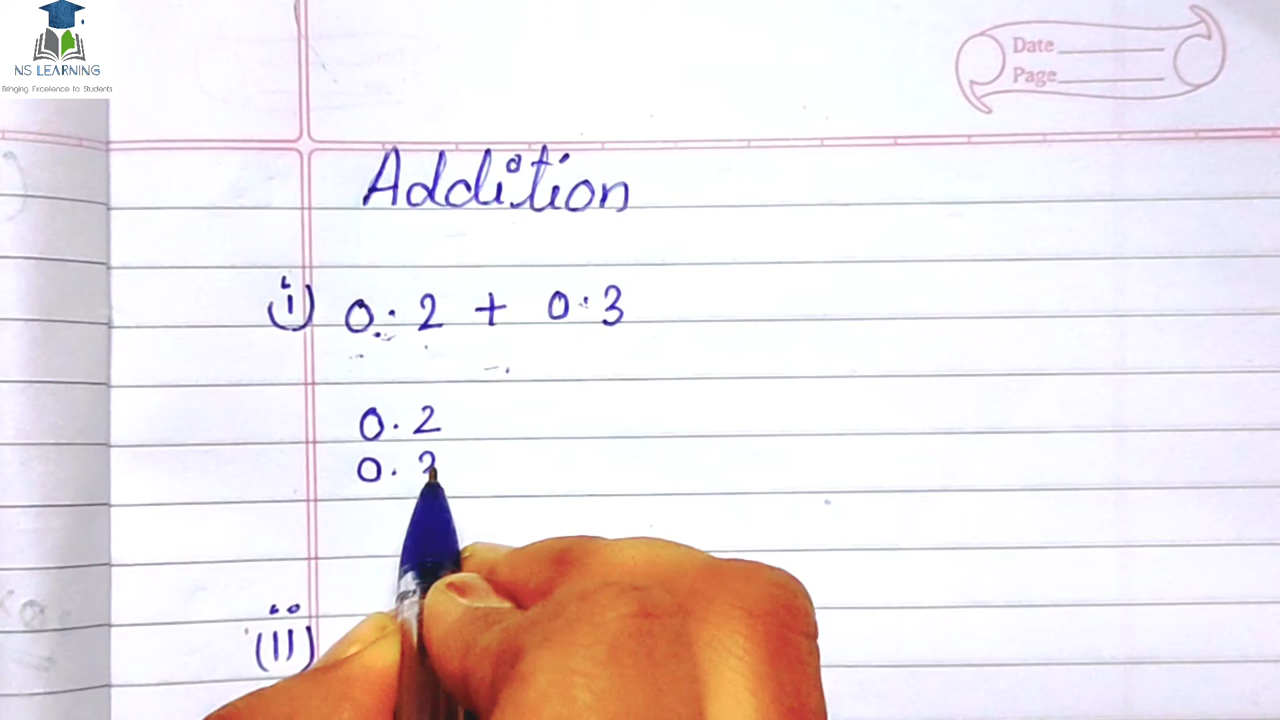 NS LEARNING
Bringing Excellence to Students
Date
Page
Addition
i) 0.2 + 0.3
0.2
0.3
(ii)